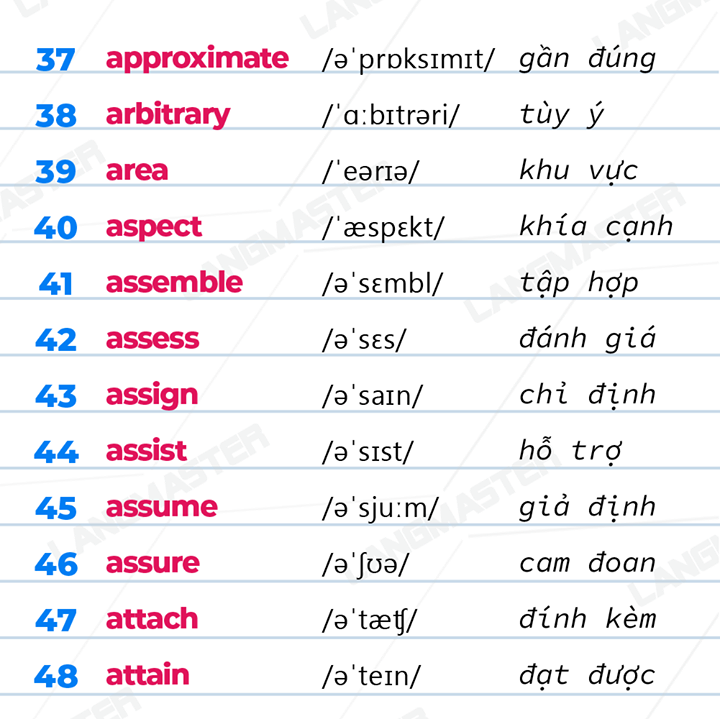 37 approximate /əˈprɒksɪmɪt/ gần đúng
38 arbitrary /ˈɑːbɪtrəri/ tùy ý
39 area /ˈeərɪə/ khu vực
40 aspect /ˈæspɛkt/ khía cạnh
41 assemble /əˈsɛmbl/ tập hợp
42 assess /əˈsɛs/ đánh giá
43 assign /əˈsaɪn/ chỉ định
44 assist /əˈsɪst/ hỗ trợ
45 assume /əˈsjuːm/ giả định
46 assure /əˈʃʊə/ cam đoan
47 attach /əˈtæʧ/ đính kèm
48 attain /əˈteɪn/ đạt được